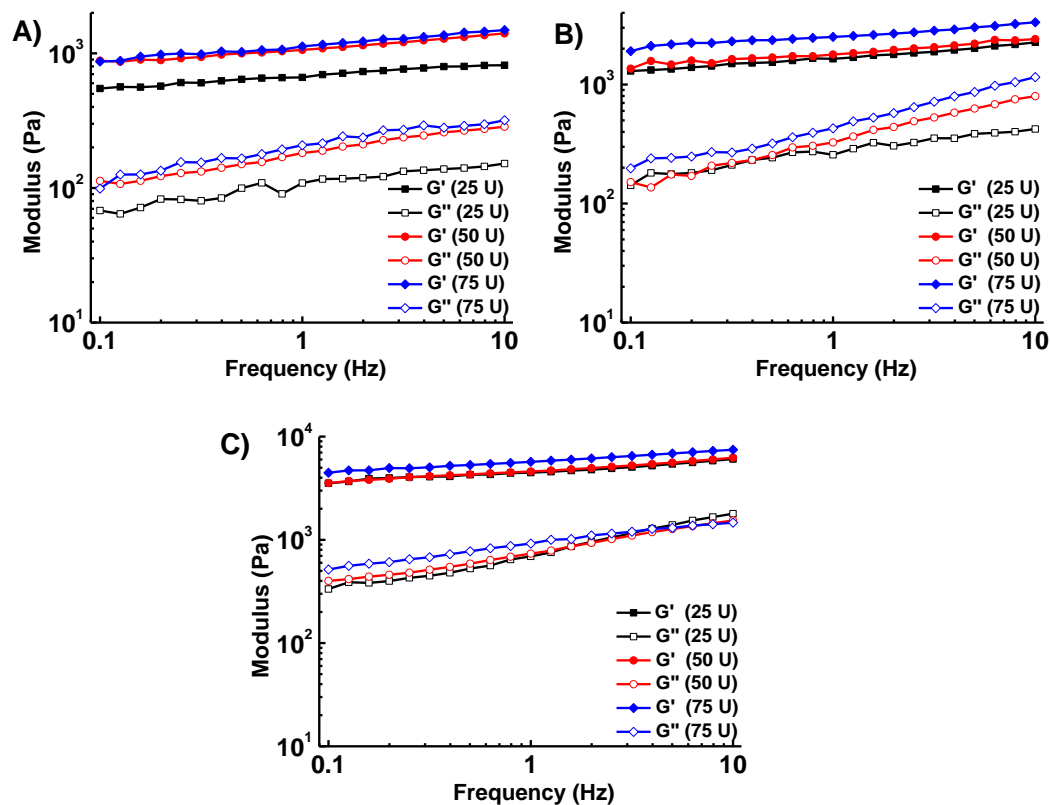 A)
Modulus (Pa)
10³
10²
10¹
G' (25 U)
G'' (25 U)
G' (50 U)
G'' (50 U)
G' (75 U)
G'' (75 U)
0.1 1 10
Frequency (Hz)
B)
Modulus (Pa)
10³
10²
10¹
G' (25 U)
G'' (25 U)
G' (50 U)
G'' (50 U)
G' (75 U)
G'' (75 U)
0.1 1 10
Frequency (Hz)
C)
Modulus (Pa)
10⁴
10³
10²
10¹
G' (25 U)
G'' (25 U)
G' (50 U)
G'' (50 U)
G' (75 U)
G'' (75 U)
0.1 1 10
Frequency (Hz)